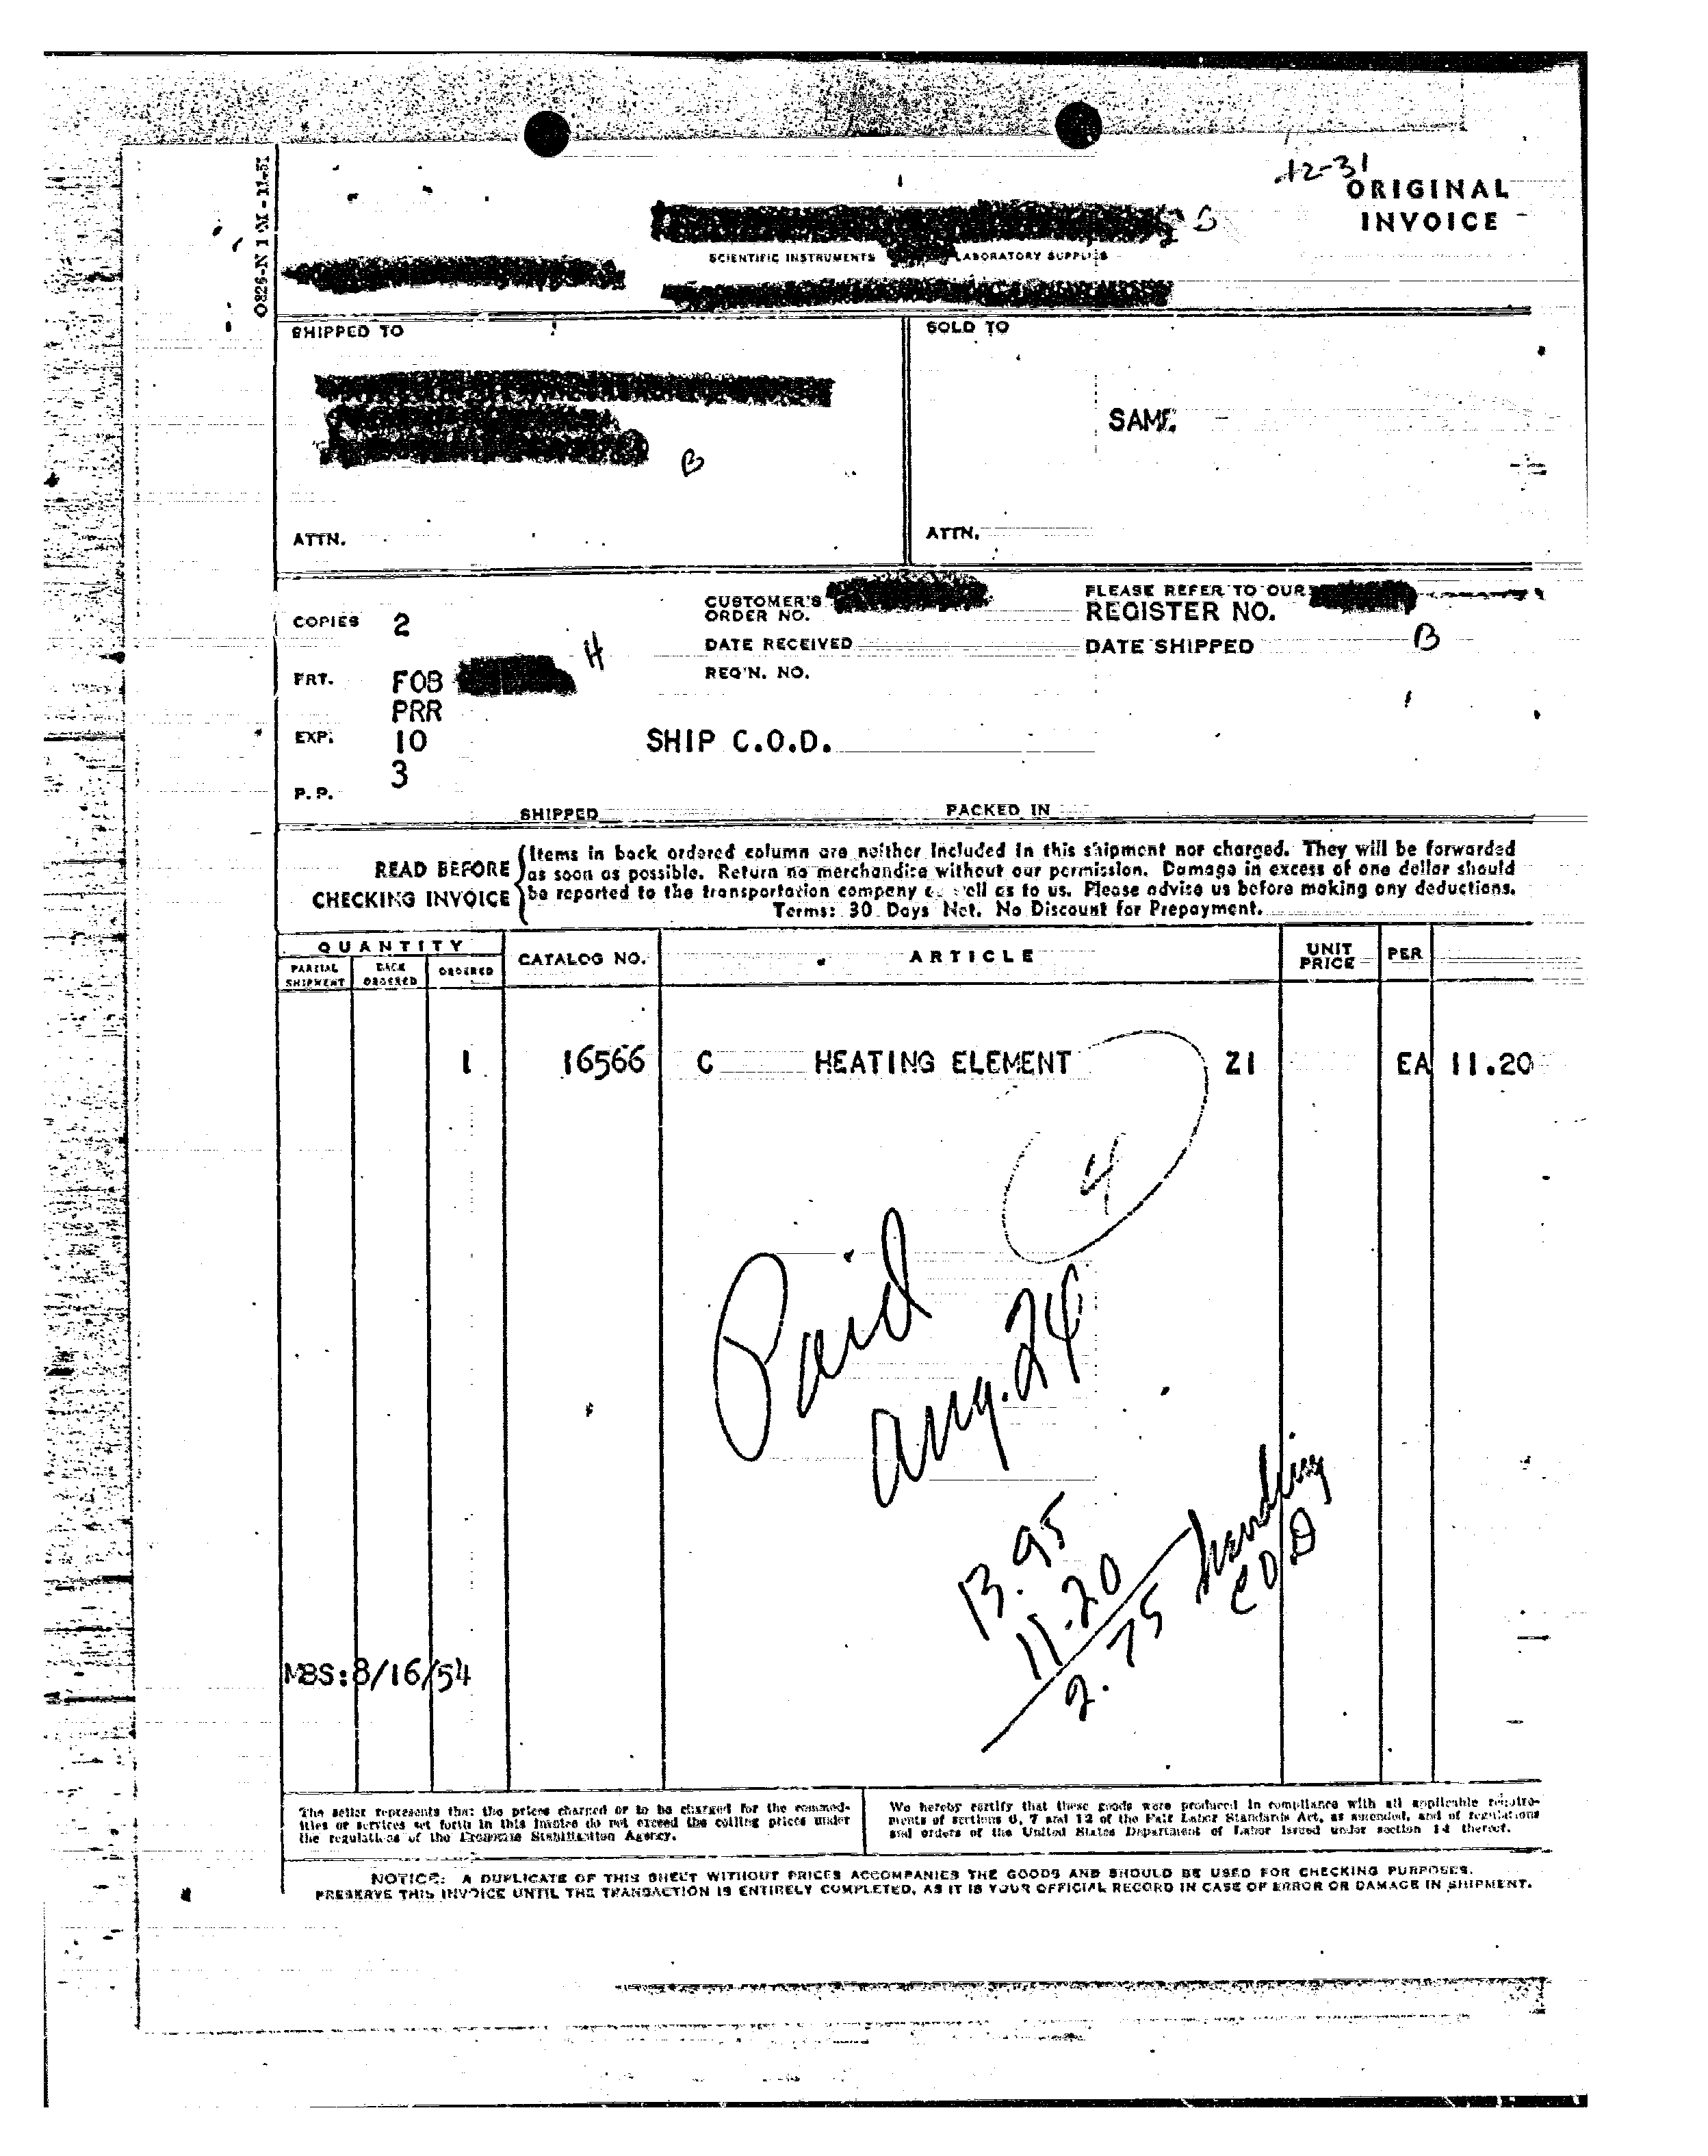 12-31
ORIGINAL
INVOICE
B
SCIENTIFIC INSTRUMENTS LABORATORY SUPPLIES
SHIPPED TO
SOLD TO
SAME
B
ATTN.
ATTN.
COPIES 2
CUSTOMER'S
ORDER NO.
PLEASE REFER TO OUR
REGISTER NO.
DATE RECEIVED
DATE SHIPPED
B
H
FRT. FOB
REQ'N. NO.
PRR
EXP. 10
SHIP C.O.D.
3
P.P.
SHIPPED
PACKED IN
READ BEFORE
CHECKING INVOICE
Items in back ordered column are neither included in this shipment nor charged. They will be forwarded
as soon as possible. Return no merchandise without our permission. Damage in excess of one dollar should
be reported to the transportation company as well as to us. Please advise us before making any deductions.
Terms: 30 Days Net. No Discount for Prepayment.
QUANTITY
PARTIAL SHIPMENT
BACK ORDERED
ORDERED
CATALOG NO.
ARTICLE
UNIT PRICE
PER
1 16566 C HEATING ELEMENT Z1 EA 11.20
4
Paid
Aug. 24
13.95
11.20
2.75 handling
COD
MBS:8/16/54
The seller represents that the prices charged or to be charged for the commod-
ities or services set forth in this invoice do not exceed the ceiling prices under
the regulations of the Economic Stabilization Agency.
We hereby certify that these goods were produced in compliance with all applicable require-
ments of sections 6, 7 and 12 of the Fair Labor Standards Act, as amended, and of regulations
and orders of the United States Department of Labor issued under section 14 thereof.
NOTICE: A DUPLICATE OF THIS SHEET WITHOUT PRICES ACCOMPANIES THE GOODS AND SHOULD BE USED FOR CHECKING PURPOSES.
PRESERVE THIS INVOICE UNTIL THE TRANSACTION IS ENTIRELY COMPLETED, AS IT IS YOUR OFFICIAL RECORD IN CASE OF ERROR OR DAMAGE IN SHIPMENT.